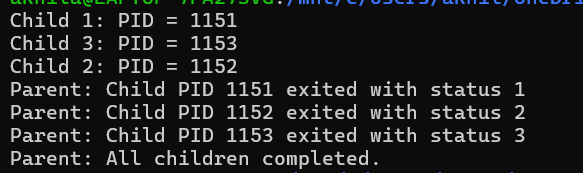 Child 1: PID = 1151
Child 3: PID = 1153
Child 2: PID = 1152
Parent: Child PID 1151 exited with status 1
Parent: Child PID 1152 exited with status 2
Parent: Child PID 1153 exited with status 3
Parent: All children completed.